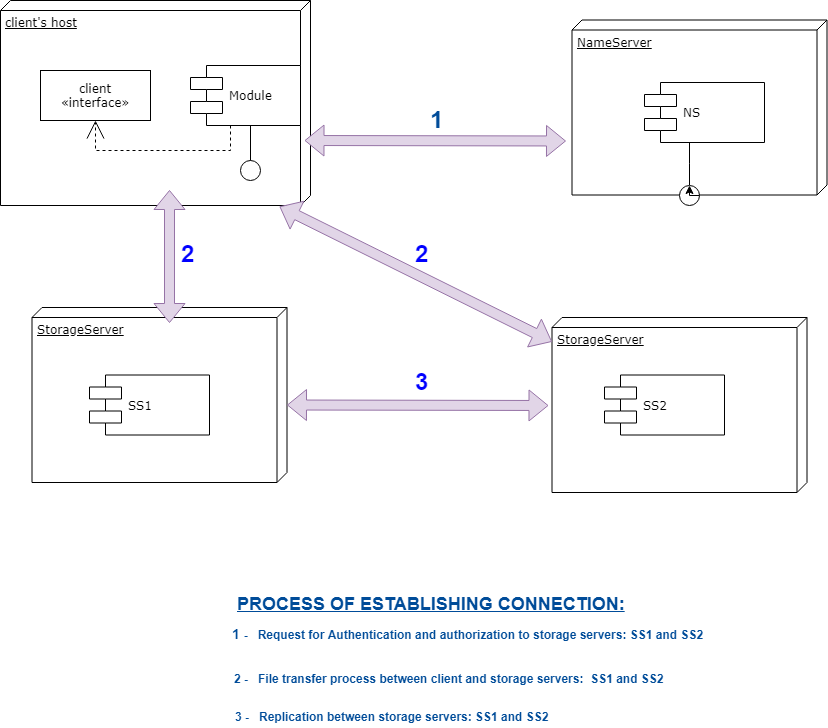 client's host
NameServer
client
«interface»
Module
NS
1
2
2
StorageServer
StorageServer
SS1
3
SS2
PROCESS OF ESTABLISHING CONNECTION:
1 - Request for Authentication and authorization to storage servers: SS1 and SS2
2 - File transfer process between client and storage servers: SS1 and SS2
3 - Replication between storage servers: SS1 and SS2